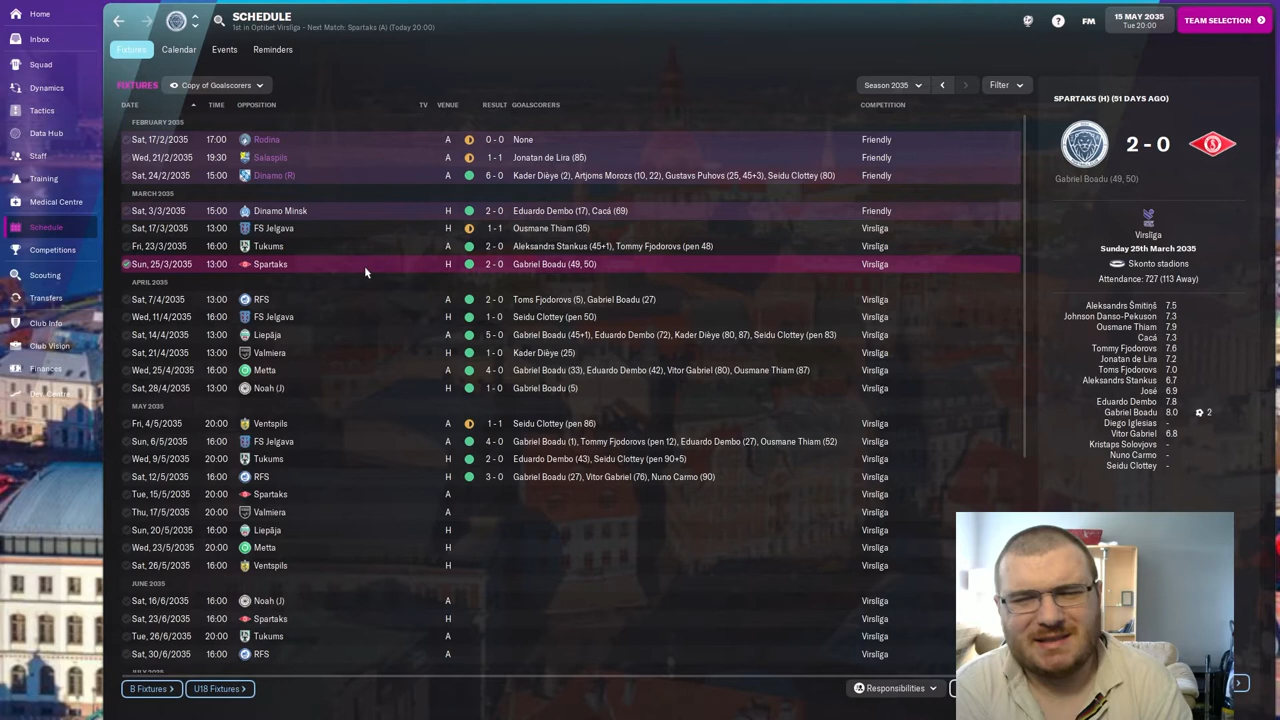 Home
Inbox
Squad
Dynamics
Tactics
Data Hub
Staff
Training
Medical Centre
Schedule
Competitions
Scouting
Transfers
Club Info
Club Vision
Finances
Dev. Centre
SCHEDULE
1st in Optibet Virsliga - Next Match: Spartaks (A) (Today 20:00)
FM
15 MAY 2035
Tue 20:00
TEAM SELECTION
Fixtures
Calendar
Events
Reminders
FIXTURES
Copy of Goalscorers
Season 2035
Filter
DATE TIME OPPOSITION TV VENUE RESULT GOALSCORERS COMPETITION
FEBRUARY 2035
Sat, 17/2/2035 17:00 Rodina A 0 - 0 None Friendly
Wed, 21/2/2035 19:30 Salaspils A 1 - 1 Jonatan de Lira (85) Friendly
Sat, 24/2/2035 15:00 Dinamo (R) A 6 - 0 Kader Dièye (2), Artjoms Morozs (10, 22), Gustavs Puhovs (25, 45+3), Seidu Clottey (80) Friendly
MARCH 2035
Sat, 3/3/2035 15:00 Dinamo Minsk H 2 - 0 Eduardo Dembo (17), Cacá (69) Friendly
Sat, 17/3/2035 13:00 FS Jelgava H 1 - 1 Ousmane Thiam (35) Virslīga
Fri, 23/3/2035 16:00 Tukums A 2 - 0 Aleksandrs Stankus (45+1), Tommy Fjodorovs (pen 48) Virslīga
Sun, 25/3/2035 13:00 Spartaks H 2 - 0 Gabriel Boadu (49, 50) Virslīga
APRIL 2035
Sat, 7/4/2035 13:00 RFS A 2 - 0 Toms Fjodorovs (5), Gabriel Boadu (27) Virslīga
Wed, 11/4/2035 16:00 FS Jelgava H 1 - 0 Seidu Clottey (pen 50) Virslīga
Sat, 14/4/2035 13:00 Liepāja A 5 - 0 Gabriel Boadu (45+1), Eduardo Dembo (72), Kader Dièye (80, 87), Seidu Clottey (pen 83) Virslīga
Sat, 21/4/2035 13:00 Valmiera H 1 - 0 Kader Dièye (25) Virslīga
Wed, 25/4/2035 16:00 Metta A 4 - 0 Gabriel Boadu (33), Eduardo Dembo (42), Vitor Gabriel (80), Ousmane Thiam (87) Virslīga
Sat, 28/4/2035 13:00 Noah (J) H 1 - 0 Gabriel Boadu (5) Virslīga
MAY 2035
Fri, 4/5/2035 20:00 Ventspils A 1 - 1 Seidu Clottey (pen 86) Virslīga
Sun, 6/5/2035 16:00 FS Jelgava A 4 - 0 Gabriel Boadu (1), Tommy Fjodorovs (pen 12), Eduardo Dembo (27), Ousmane Thiam (52) Virslīga
Wed, 9/5/2035 20:00 Tukums H 2 - 0 Eduardo Dembo (43), Seidu Clottey (pen 90+5) Virslīga
Sat, 12/5/2035 16:00 RFS H 3 - 0 Gabriel Boadu (27), Vitor Gabriel (76), Nuno Carmo (90) Virslīga
Tue, 15/5/2035 20:00 Spartaks A Virslīga
Thu, 17/5/2035 20:00 Valmiera A Virslīga
Sun, 20/5/2035 16:00 Liepāja H Virslīga
Wed, 23/5/2035 20:00 Metta H Virslīga
Sat, 26/5/2035 16:00 Ventspils H Virslīga
JUNE 2035
Sat, 16/6/2035 16:00 Noah (J) A Virslīga
Sat, 23/6/2035 16:00 Spartaks H Virslīga
Tue, 26/6/2035 20:00 Tukums A Virslīga
Sat, 30/6/2035 16:00 RFS A Virslīga
B Fixtures
U18 Fixtures
Responsibilities
SPARTAKS (H) (51 DAYS AGO)
2 - 0
Gabriel Boadu (49, 50)
Virslīga
Sunday 25th March 2035
Skonto stadions
Attendance: 727 (113 Away)
Aleksandrs Šmitiņš 7.5
Johnson Danso-Pekuson 7.3
Ousmane Thiam 7.9
Cacá 7.3
Tommy Fjodorovs 7.6
Jonatan de Lira 7.2
Toms Fjodorovs 7.0
Aleksandrs Stankus 6.7
José 6.9
Eduardo Dembo 7.8
Gabriel Boadu 8.0 2
Diego Iglesias -
Vitor Gabriel 6.8
Kristaps Solovjovs -
Nuno Carmo -
Seidu Clottey -